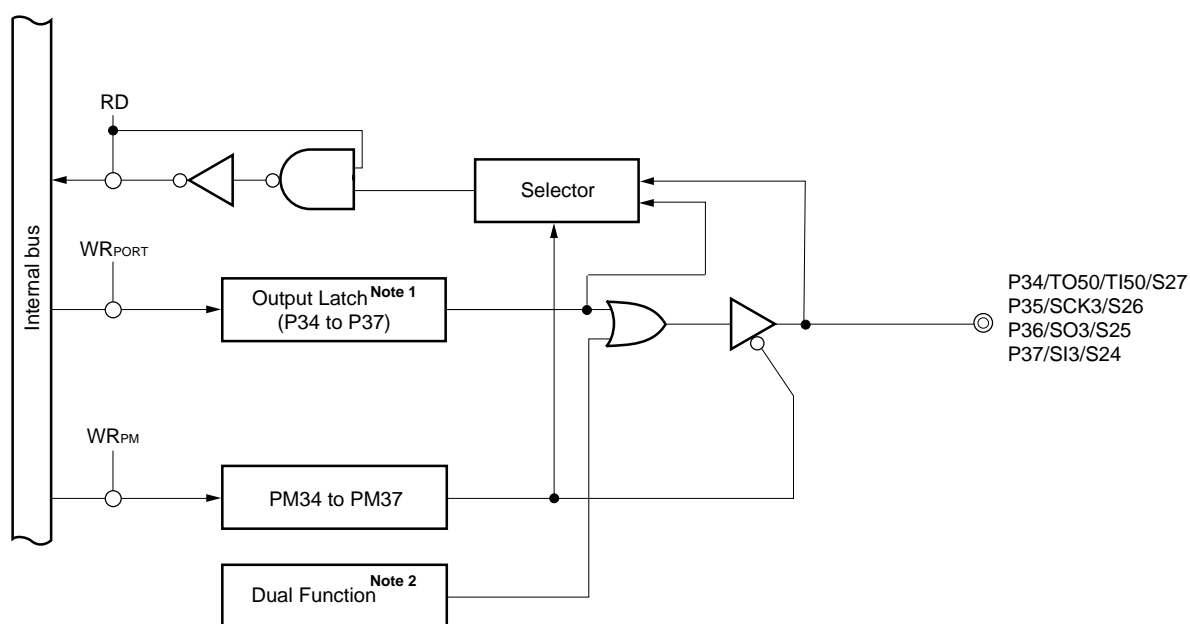 RD
Selector
Internal bus
WRPORT
Output Latch Note 1
(P34 to P37)
P34/TO50/TI50/S27
P35/SCK3/S26
P36/SO3/S25
P37/SI3/S24
WRPM
PM34 to PM37
Dual Function Note 2